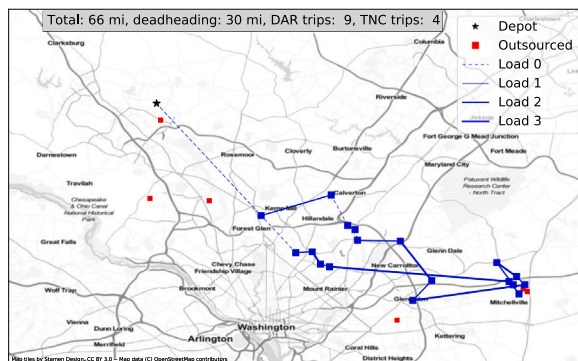 Total: 66 mi, deadheading: 30 mi, DAR trips: 9, TNC trips: 4
Depot
Outsourced
Load 0
Load 1
Load 2
Load 3
Clarksburg
Columbia
Riverside
Fort George G Mead Junction
Fort Meade
Burtonsville
Cloverly
Rossmoor
Maryland City
Darnestown
Travilah
Patuxent Wildlife
Research Center
- North Tract
Chesapeake
& Ohio Canal
National Historical
Park
Calverton
Kemp Mill
Hillandale
Forest Glen
Great Falls
Glenn Dale
Chevy Chase
Friendship Village
New Carrollton
Wolf Trap
Brookmont
Mount Rainier
Mitchellville
Vienna
Dunn Loring
Washington
Merrifield
Arlington
Kettering
Coral Hills
District Heights
Map tiles by Stamen Design, CC BY 3.0 -- Map data (C) OpenStreetMap contributors